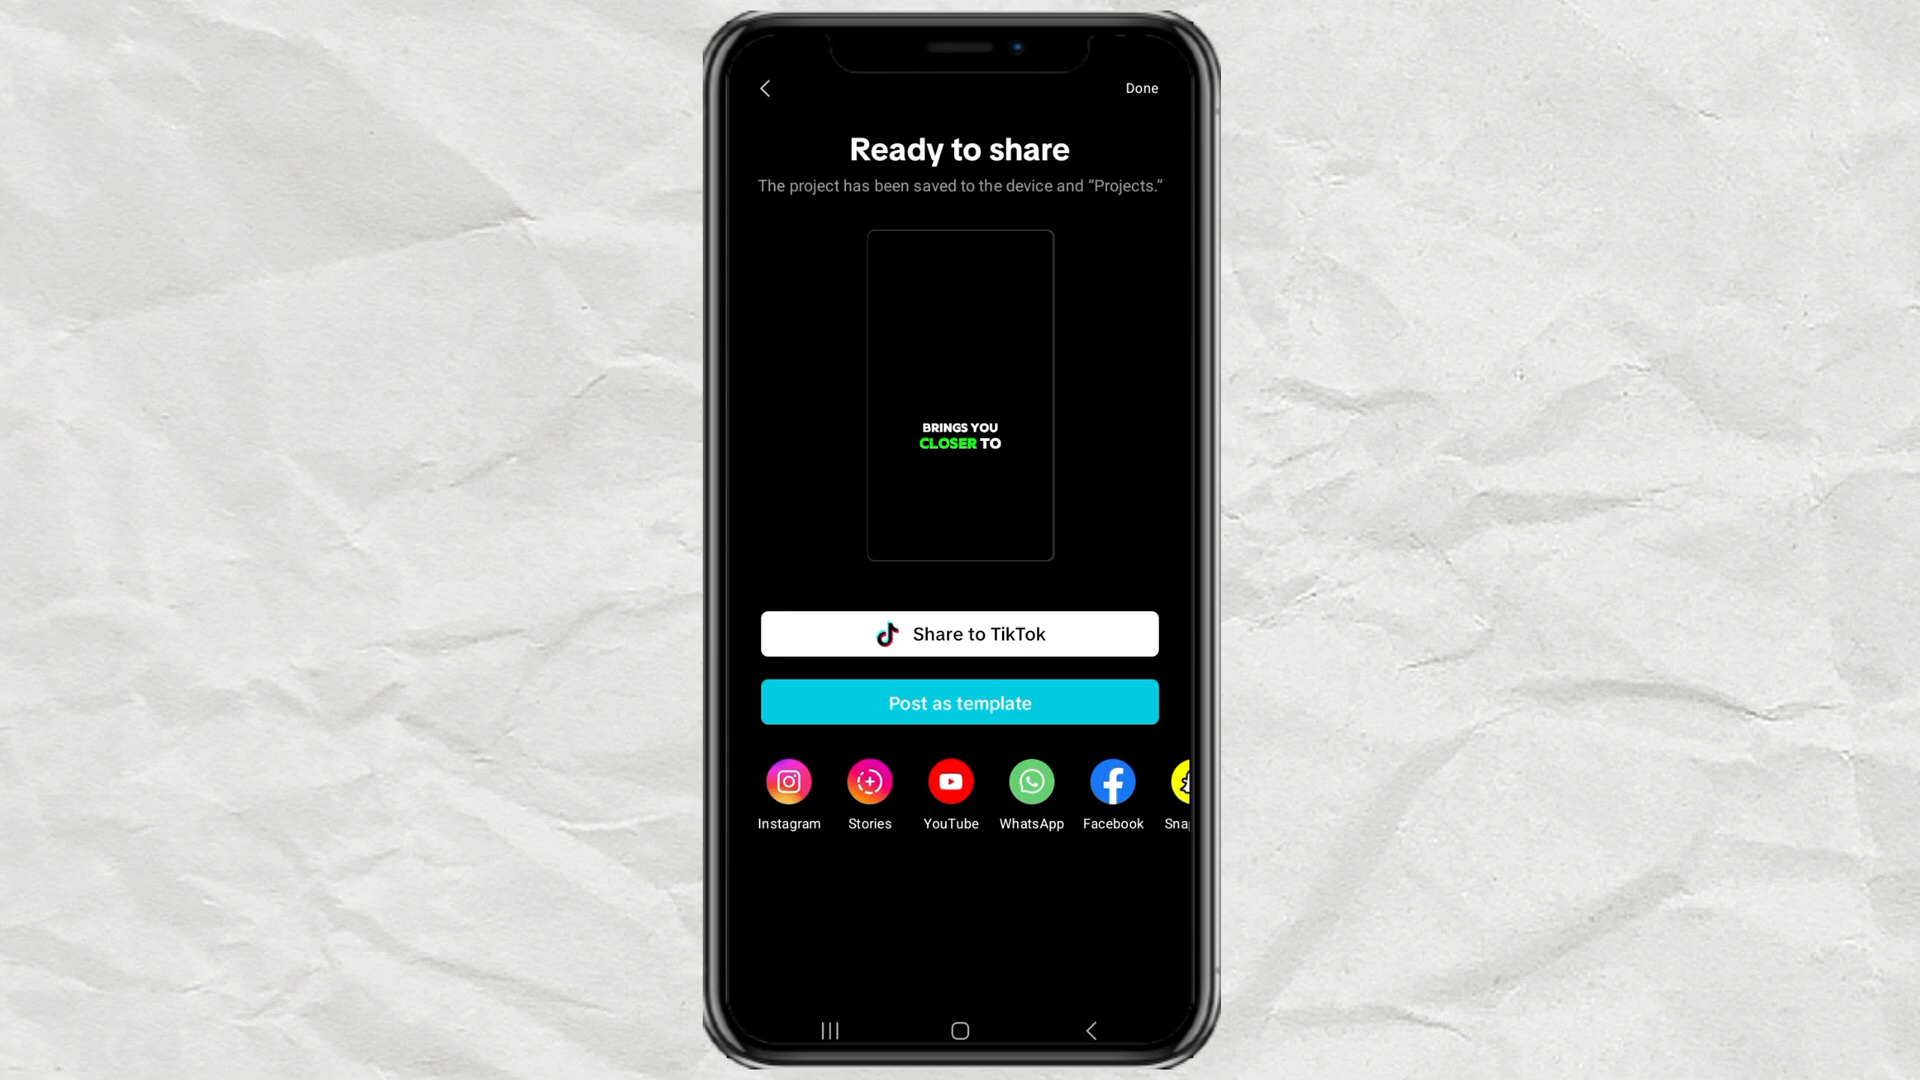 Done
Ready to share
The project has been saved to the device and “Projects.”
BRINGS YOU
CLOSER TO
Share to TikTok
Post as template
Instagram
Stories
YouTube
WhatsApp
Facebook